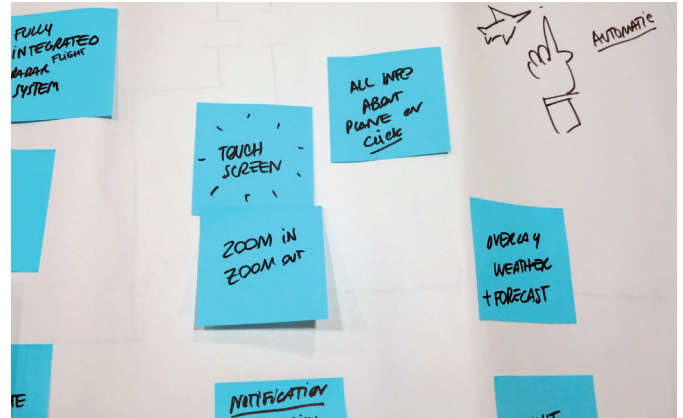 FULLY
INTEGRATED
RADAR FLIGHT
SYSTEM
AUTOMATIC
ALL INFO
ABOUT
PLANE ON
CLICK
TOUCH
SCREEN
ZOOM IN
ZOOM OUT
OVERLAY
WEATHER
+ FORECAST
NOTIFICATION